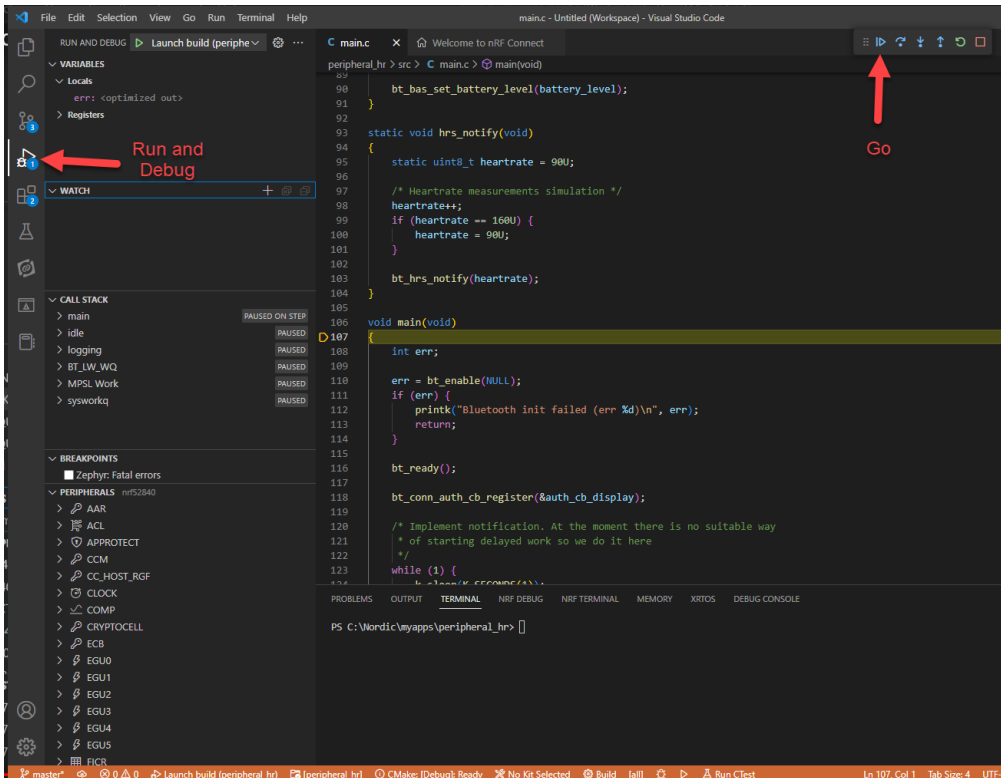 File Edit Selection View Go Run Terminal Help
main.c - Untitled (Workspace) - Visual Studio Code
RUN AND DEBUG Launch build (periphe
C main.c Welcome to nRF Connect
peripheral_hr > src > C main.c > main(void)
VARIABLES
Locals
err: <optimized out>
Registers
3
1
2
Run and
Debug
Go
WATCH
CALL STACK
main PAUSED ON STEP
idle PAUSED
logging PAUSED
BT_LW_WQ PAUSED
MPSL Work PAUSED
sysworkq PAUSED
BREAKPOINTS
Zephyr: Fatal errors
PERIPHERALS nrf52840
AAR
ACL
APPROTECT
CCM
CC_HOST_RGF
CLOCK
COMP
CRYPTOCELL
ECB
EGU0
EGU1
EGU2
EGU3
EGU4
EGU5
FICR
89
90 bt_bas_set_battery_level(battery_level);
91 }
92
93 static void hrs_notify(void)
94 {
95 static uint8_t heartrate = 90U;
96
97 /* Heartrate measurements simulation */
98 heartrate++;
99 if (heartrate == 160U) {
100 heartrate = 90U;
101 }
102
103 bt_hrs_notify(heartrate);
104 }
105
106 void main(void)
107 {
108 int err;
109
110 err = bt_enable(NULL);
111 if (err) {
112 printk("Bluetooth init failed (err %d)\n", err);
113 return;
114 }
115
116 bt_ready();
117
118 bt_conn_auth_cb_register(&auth_cb_display);
119
120 /* Implement notification. At the moment there is no suitable way
121 * of starting delayed work so we do it here
122 */
123 while (1) {
124 k_sleep(K_SECONDS(1));
PROBLEMS OUTPUT TERMINAL NRF DEBUG NRF TERMINAL MEMORY XRTOS DEBUG CONSOLE
PS C:\Nordic\myapps\peripheral_hr>
master* 0 0 0 Launch build (peripheral_hr) [peripheral_hr] CMake: [Debug]: Ready No Kit Selected Build [all] Run CTest Ln 107, Col 1 Tab Size: 4 UTF-